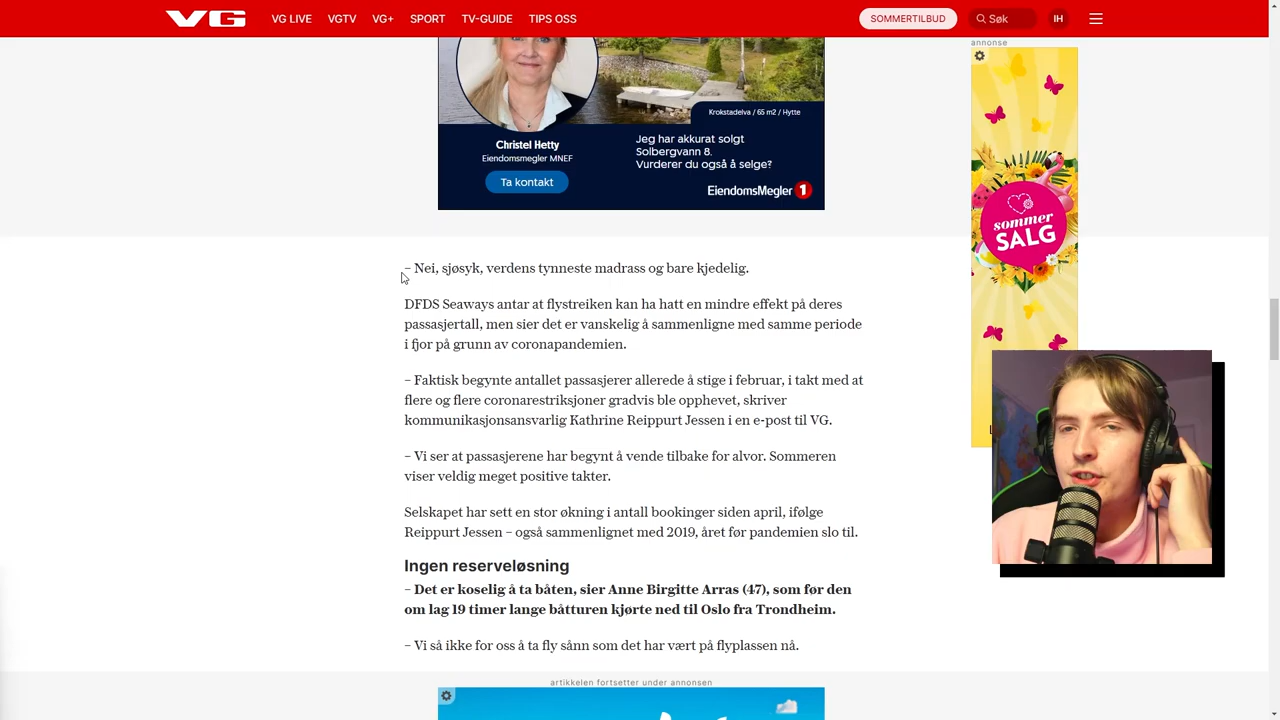 VG
VG LIVE
VGTV
VG+
SPORT
TV-GUIDE
TIPS OSS
SOMMERTILBUD
Søk
IH
annonse
Krokstadelva / 65 m2 / Hytte
Christel Hetty
Eiendomsmegler MNEF
Ta kontakt
Jeg har akkurat solgt
Solbergvann 8.
Vurderer du også å selge?
EiendomsMegler 1
sommer
SALG
– Nei, sjøsyk, verdens tynneste madrass og bare kjedelig.
DFDS Seaways antar at flystreiken kan ha hatt en mindre effekt på deres
passasjertall, men sier det er vanskelig å sammenligne med samme periode
i fjor på grunn av coronapandemien.
– Faktisk begynte antallet passasjerer allerede å stige i februar, i takt med at
flere og flere coronarestriksjoner gradvis ble opphevet, skriver
kommunikasjonsansvarlig Kathrine Reippurt Jessen i en e-post til VG.
– Vi ser at passasjerene har begynt å vende tilbake for alvor. Sommeren
viser veldig meget positive takter.
Selskapet har sett en stor økning i antall bookinger siden april, ifølge
Reippurt Jessen – også sammenlignet med 2019, året før pandemien slo til.
Ingen reserveløsning
– Det er koselig å ta båten, sier Anne Birgitte Arras (47), som før den
om lag 19 timer lange båtturen kjørte ned til Oslo fra Trondheim.
– Vi så ikke for oss å ta fly sånn som det har vært på flyplassen nå.
artikkelen fortsetter under annonsen